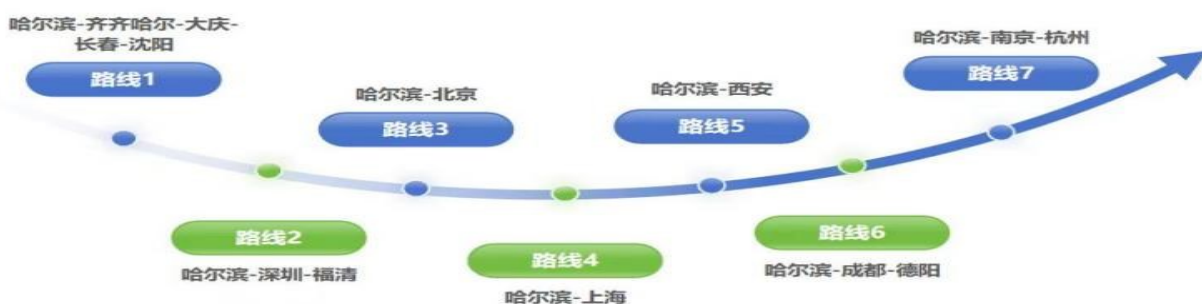 哈尔滨-齐齐哈尔-大庆-
长春-沈阳
路线1
路线2
哈尔滨-深圳-福清
哈尔滨-北京
路线3
路线4
哈尔滨-上海
哈尔滨-西安
路线5
路线6
哈尔滨-成都-德阳
哈尔滨-南京-杭州
路线7